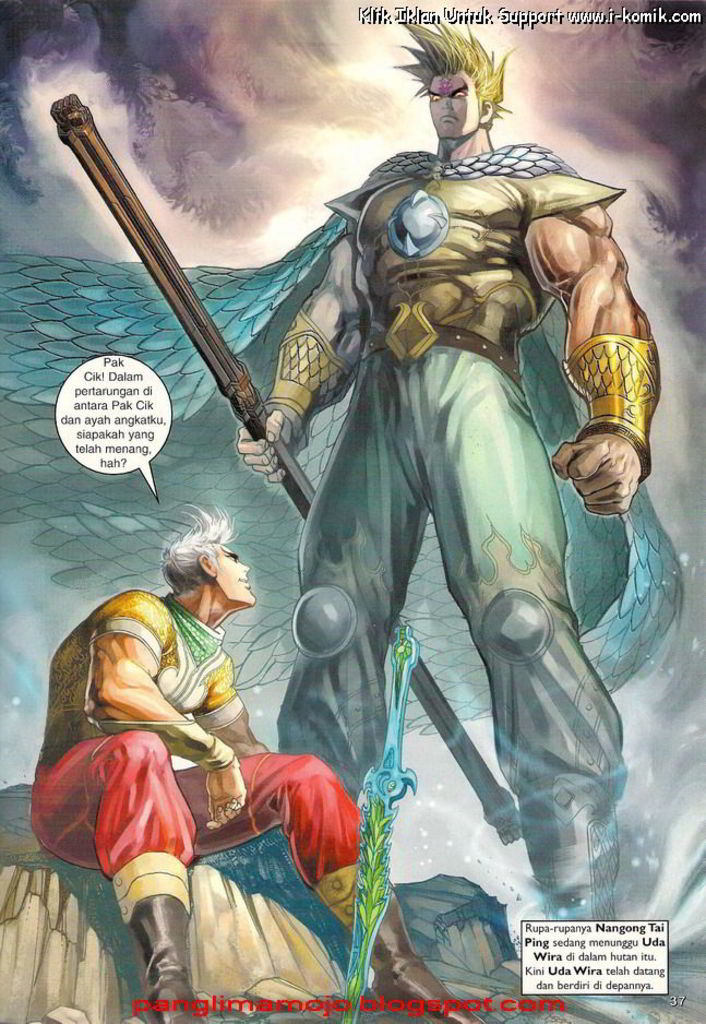 Klik Iklan Untuk Support www.i-komik.com
Pak
Cik! Dalam
pertarungan di
antara Pak Cik
dan ayah angkatku,
siapakah yang
telah menang,
hah?
Rupa-rupanya Nangong Tai
Ping sedang menunggu Uda
Wira di dalam hutan itu.
Kini Uda Wira telah datang
dan berdiri di depannya.
37
panglimamojo.blogspot.com